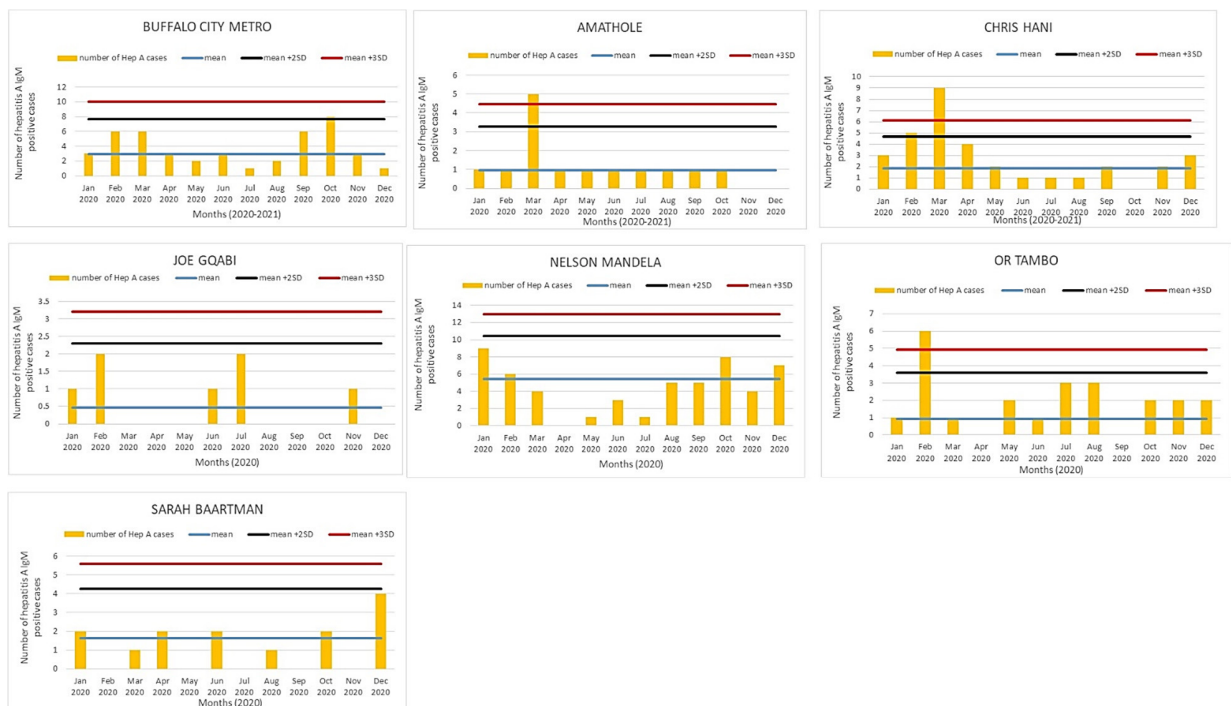 BUFFALO CITY METRO
number of Hep A cases mean mean +2SD mean +3SD
Number of hepatitis A IgM
positive cases
12
10
8
6
4
2
0
Jan Feb Mar Apr May Jun Jul Aug Sep Oct Nov Dec
2020 2020 2020 2020 2020 2020 2020 2020 2020 2020 2020 2020
Months (2020-2021)
AMATHOLE
number of Hep A cases mean mean +2SD mean +3SD
Number of hepatitis A IgM
positive cases
6
5
4
3
2
1
0
Jan Feb Mar Apr May Jun Jul Aug Sep Oct Nov Dec
2020 2020 2020 2020 2020 2020 2020 2020 2020 2020 2020 2020
Months (2020-2021)
CHRIS HANI
number of Hep A cases mean mean +2SD mean +3SD
Number of hepatitis A IgM
positive cases
10
9
8
7
6
5
4
3
2
1
0
Jan Feb Mar Apr May Jun Jul Aug Sep Oct Nov Dec
2020 2020 2020 2020 2020 2020 2020 2020 2020 2020 2020 2020
Months (2020-2021)
JOE GQABI
number of Hep A cases mean mean +2SD mean +3SD
Number of hepatitis A IgM
positive cases
3.5
3
2.5
2
1.5
1
0.5
0
Jan Feb Mar Apr May Jun Jul Aug Sep Oct Nov Dec
2020 2020 2020 2020 2020 2020 2020 2020 2020 2020 2020 2020
Months (2020)
NELSON MANDELA
number of Hep A cases mean mean +2SD mean +3SD
Number of hepatitis A IgM
positive cases
14
12
10
8
6
4
2
0
Jan Feb Mar Apr May Jun Jul Aug Sep Oct Nov Dec
2020 2020 2020 2020 2020 2020 2020 2020 2020 2020 2020 2020
Months (2020)
OR TAMBO
number of Hep A cases mean mean +2SD mean +3SD
Number of hepatitis A IgM
positive cases
7
6
5
4
3
2
1
0
Jan Feb Mar Apr May Jun Jul Aug Sep Oct Nov Dec
2020 2020 2020 2020 2020 2020 2020 2020 2020 2020 2020 2020
Months (2020)
SARAH BAARTMAN
number of Hep A cases mean mean +2SD mean +3SD
Number of hepatitis A IgM
positive cases
6
5
4
3
2
1
0
Jan Feb Mar Apr May Jun Jul Aug Sep Oct Nov Dec
2020 2020 2020 2020 2020 2020 2020 2020 2020 2020 2020 2020
Months (2020)